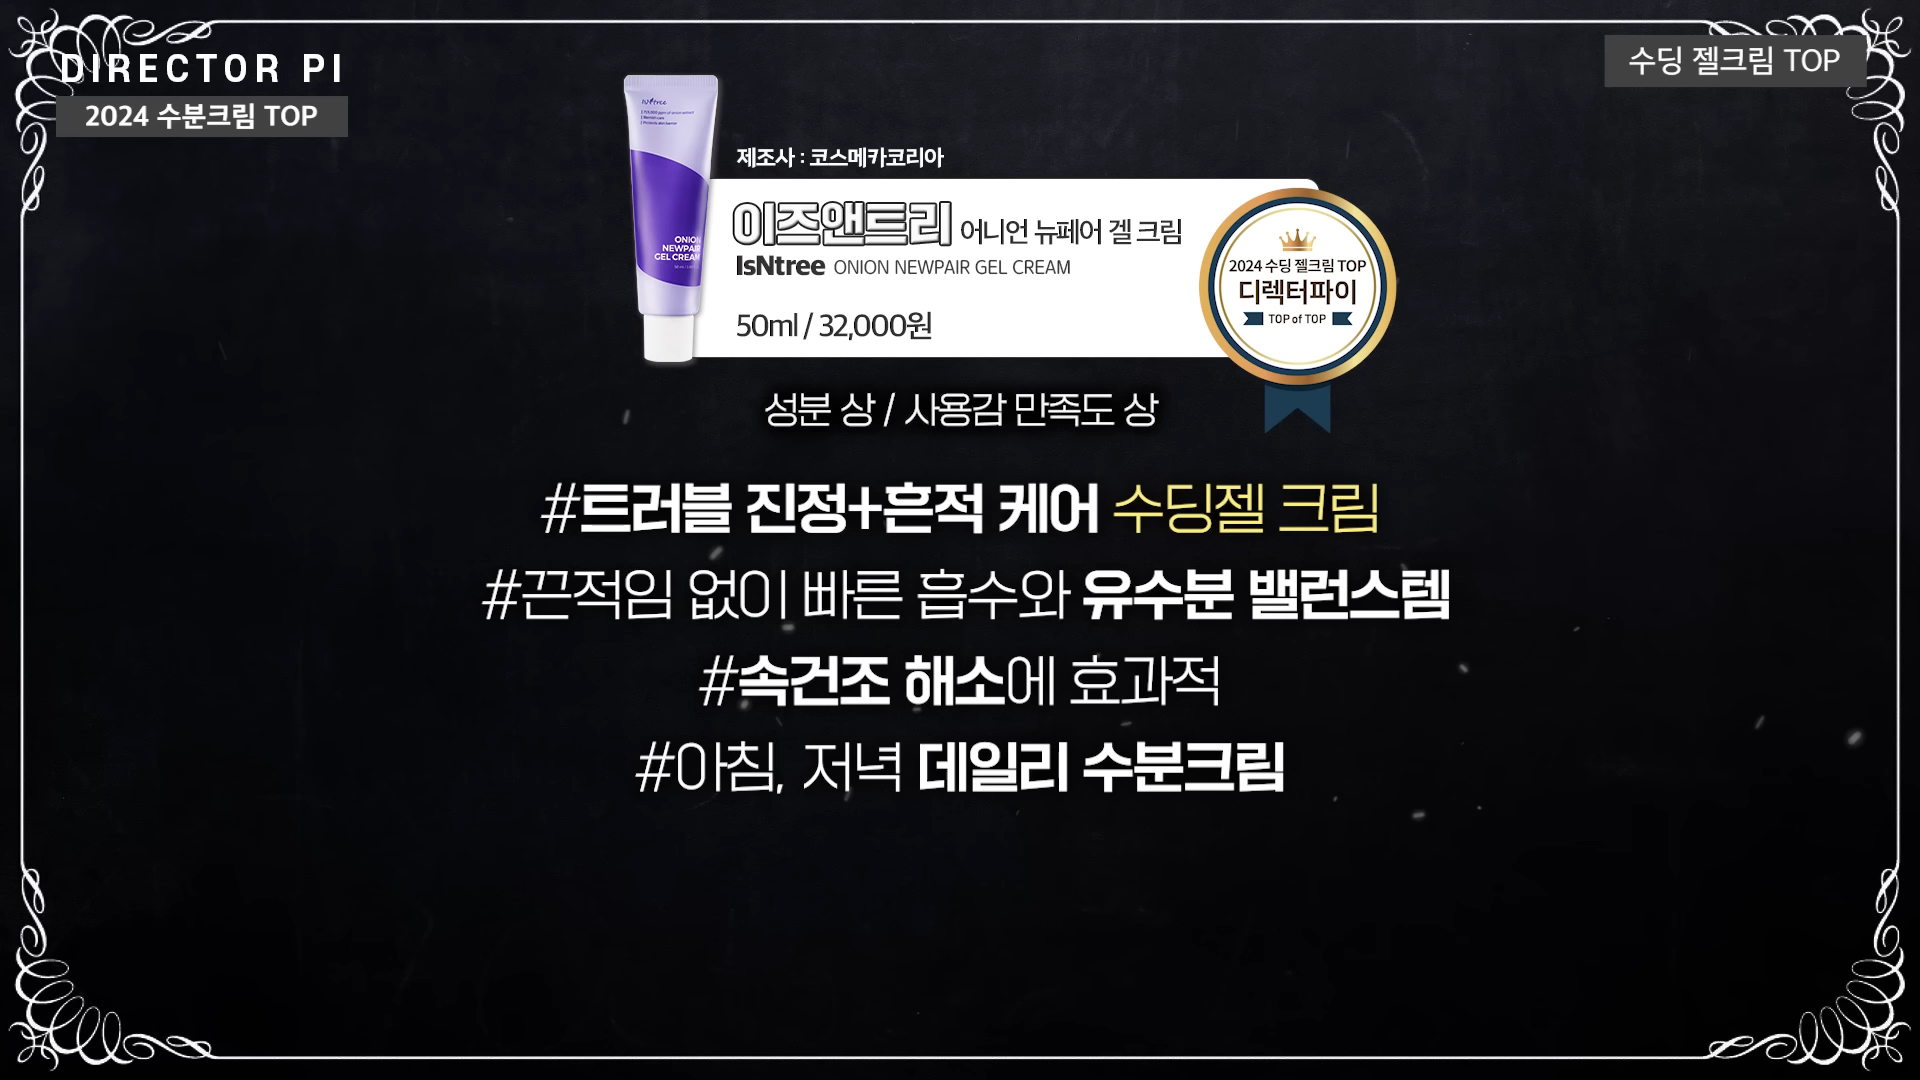 DIRECTOR PI
2024 수분크림 TOP
수딩 젤크림 TOP
제조사 : 코스메카코리아
이즈앤트리 어니언 뉴페어 겔 크림
IsNtree ONION NEWPAIR GEL CREAM
50ml / 32,000원
ONION
NEWPAIR
GEL CREAM
2024 수딩 젤크림 TOP
디렉터파이
TOP of TOP
성분 상 / 사용감 만족도 상
#트러블 진정+흔적 케어 수딩젤 크림
#끈적임 없이 빠른 흡수와 유수분 밸런스템
#속건조 해소에 효과적
#아침, 저녁 데일리 수분크림